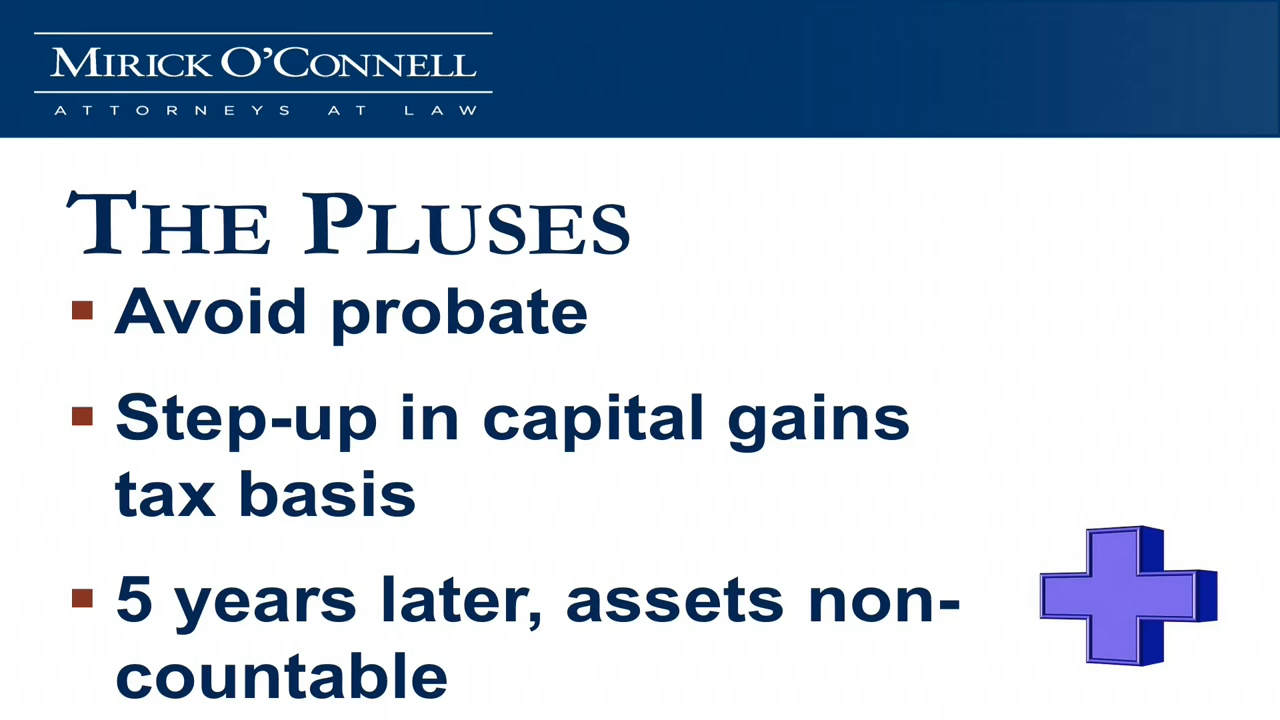 MIRICK O'CONNELL
ATTORNEYS AT LAW
THE PLUSES
▪ Avoid probate
▪ Step-up in capital gains
tax basis
▪ 5 years later, assets non-
countable